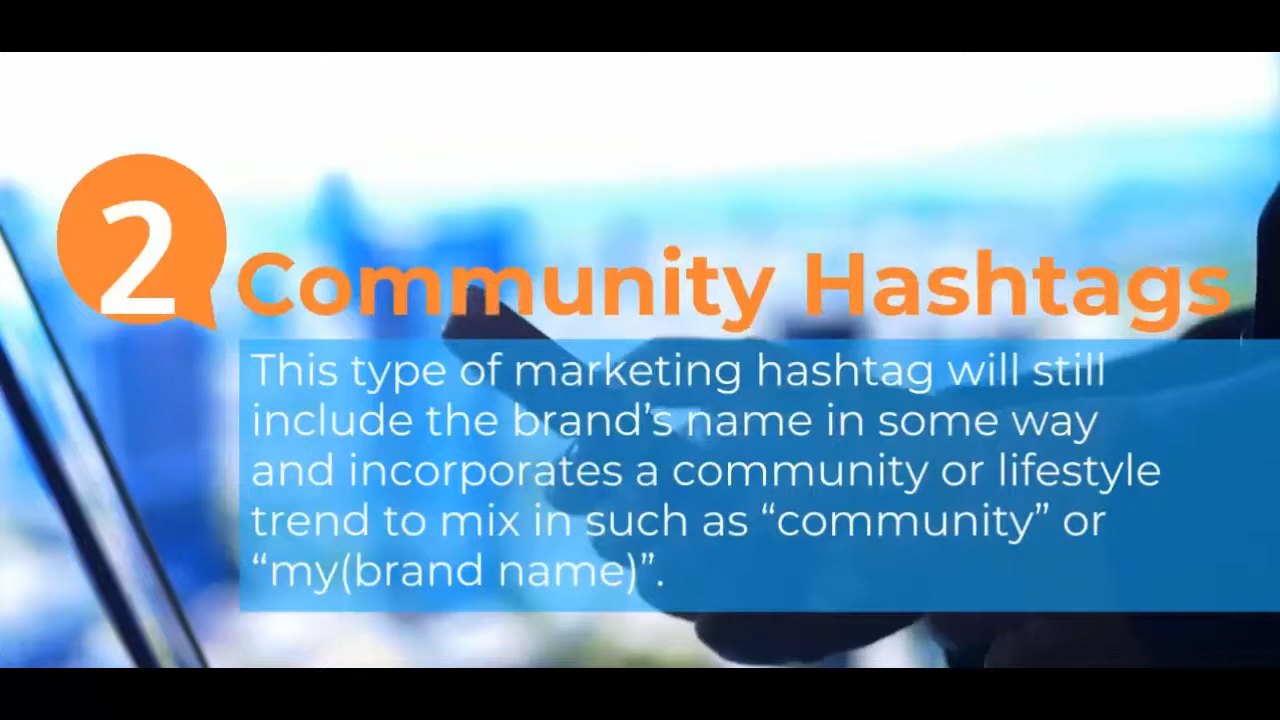 2
Community Hashtags
This type of marketing hashtag will still
include the brand’s name in some way
and incorporates a community or lifestyle
trend to mix in such as “community” or
“my(brand name)”.